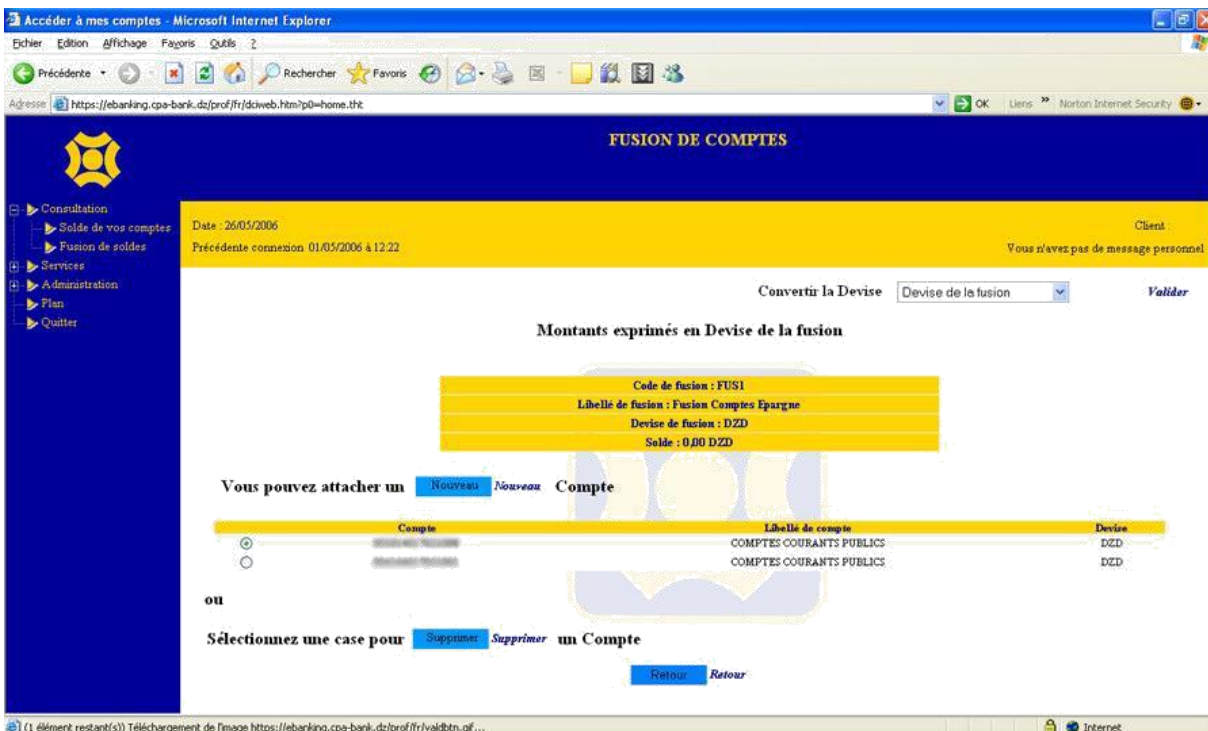 Accéder à mes comptes - Microsoft Internet Explorer
Fichier Edition Affichage Favoris Outils ?
Précédente Rechercher Favoris
Adresse https://ebanking.cpa-bank.dz/prof/fr/dciweb.htm?p0=home.tht OK Liens » Norton Internet Security
FUSION DE COMPTES
Consultation
Solde de vos comptes
Fusion de soldes
Services
Administration
Plan
Quitter
Date : 26/05/2006 Client :
Précédente connexion 01/05/2006 à 12:22 Vous n'avez pas de message personnel
Convertir la Devise Devise de la fusion Valider
Montants exprimés en Devise de la fusion
Code de fusion : FUS1
Libellé de fusion : Fusion Comptes Epargne
Devise de fusion : DZD
Solde : 0,00 DZD
Vous pouvez attacher un Nouveau Nouveau Compte
Compte Libellé de compte Devise
COMPTES COURANTS PUBLICS DZD
COMPTES COURANTS PUBLICS DZD
ou
Sélectionnez une case pour Supprimer Supprimer un Compte
Retour Retour
(1 élément restant(s)) Téléchargement de l'image https://ebanking.cpa-bank.dz/prof/fr/valdbtn.gif... Internet